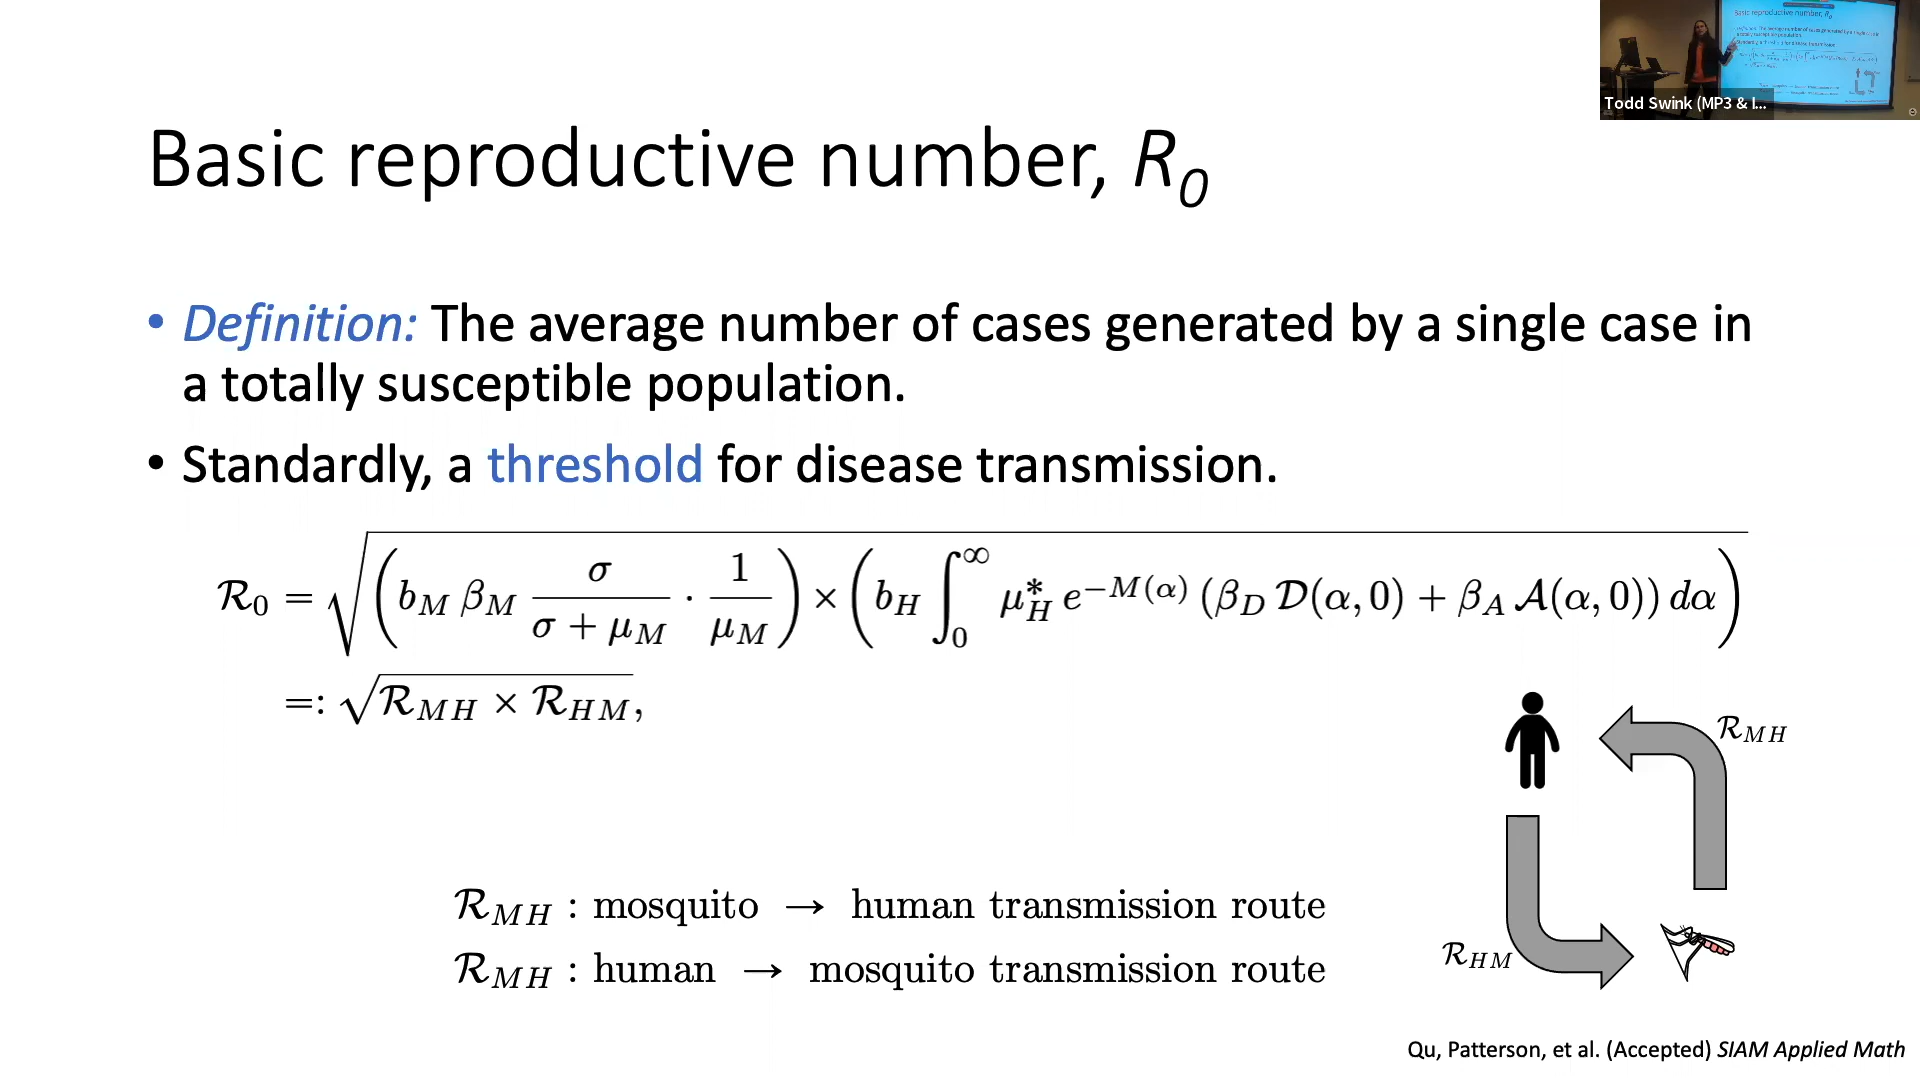 Todd Swink (MP3 & I...
Basic reproductive number, R₀
• Definition: The average number of cases generated by a single case in
a totally susceptible population.
• Standardly, a threshold for disease transmission.
ℛ₀ = √( ( b_M β_M σ/(σ + μ_M) · 1/μ_M ) × ( b_H ∫₀^∞ μ*_H e^{−M(α)} (β_D 𝒟(α, 0) + β_A 𝒜(α, 0)) dα ) )
=: √(ℛ_MH × ℛ_HM),
ℛ_MH
ℛ_MH : mosquito → human transmission route
ℛ_HM
ℛ_MH : human → mosquito transmission route
Qu, Patterson, et al. (Accepted) SIAM Applied Math